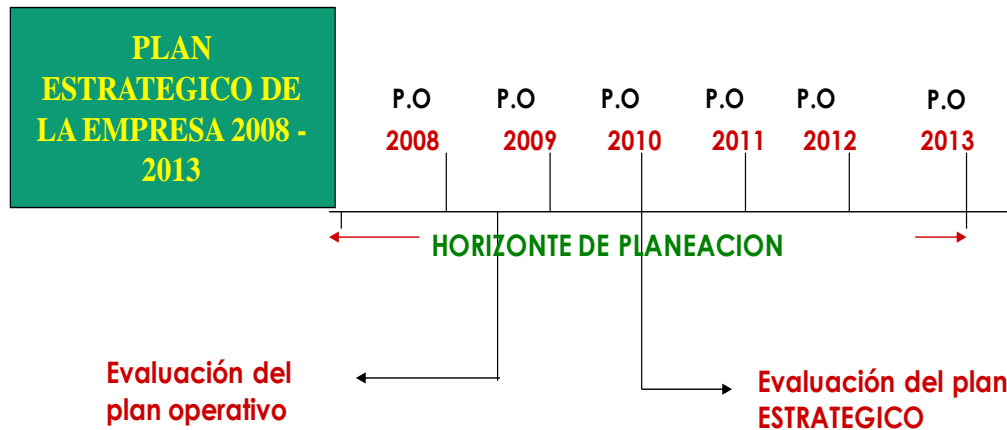 PLAN
ESTRATEGICO DE
LA EMPRESA 2008 -
2013
P.O P.O P.O P.O P.O P.O
2008 2009 2010 2011 2012 2013
HORIZONTE DE PLANEACION
Evaluación del
plan operativo
Evaluación del plan
ESTRATEGICO